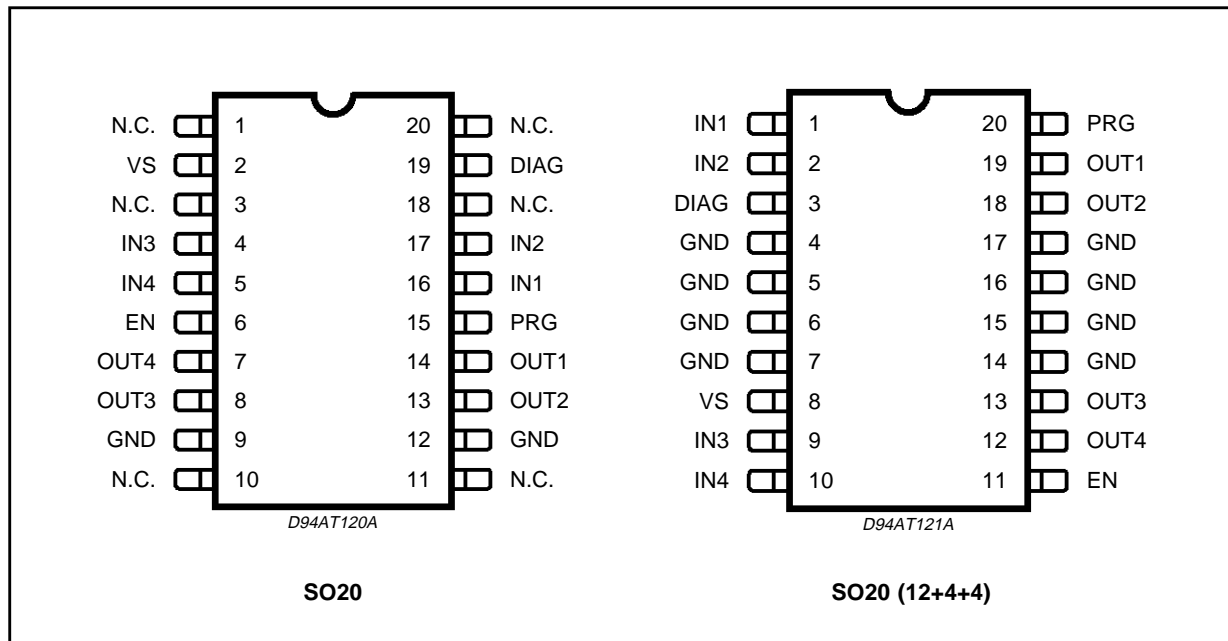 N.C. 1 20 N.C.
VS 2 19 DIAG
N.C. 3 18 N.C.
IN3 4 17 IN2
IN4 5 16 IN1
EN 6 15 PRG
OUT4 7 14 OUT1
OUT3 8 13 OUT2
GND 9 12 GND
N.C. 10 11 N.C.
D94AT120A
SO20
IN1 1 20 PRG
IN2 2 19 OUT1
DIAG 3 18 OUT2
GND 4 17 GND
GND 5 16 GND
GND 6 15 GND
GND 7 14 GND
VS 8 13 OUT3
IN3 9 12 OUT4
IN4 10 11 EN
D94AT121A
SO20 (12+4+4)